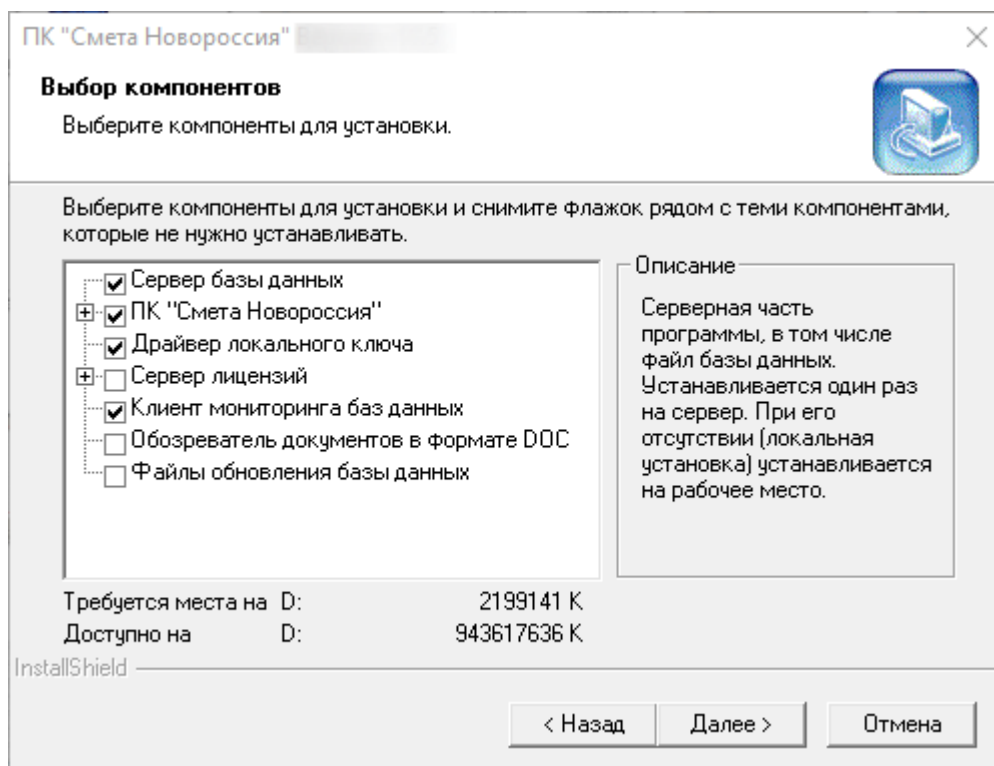 ПК "Смета Новороссия"
Выбор компонентов
Выберите компоненты для установки.
Выберите компоненты для установки и снимите флажок рядом с теми компонентами,
которые не нужно устанавливать.
Сервер базы данных
ПК "Смета Новороссия"
Драйвер локального ключа
Сервер лицензий
Клиент мониторинга баз данных
Обозреватель документов в формате DOC
Файлы обновления базы данных
Описание
Серверная часть
программы, в том числе
файл базы данных.
Устанавливается один раз
на сервер. При его
отсутствии (локальная
установка) устанавливается
на рабочее место.
Требуется места на D: 2199141 K
Доступно на D: 943617636 K
InstallShield
< Назад Далее > Отмена